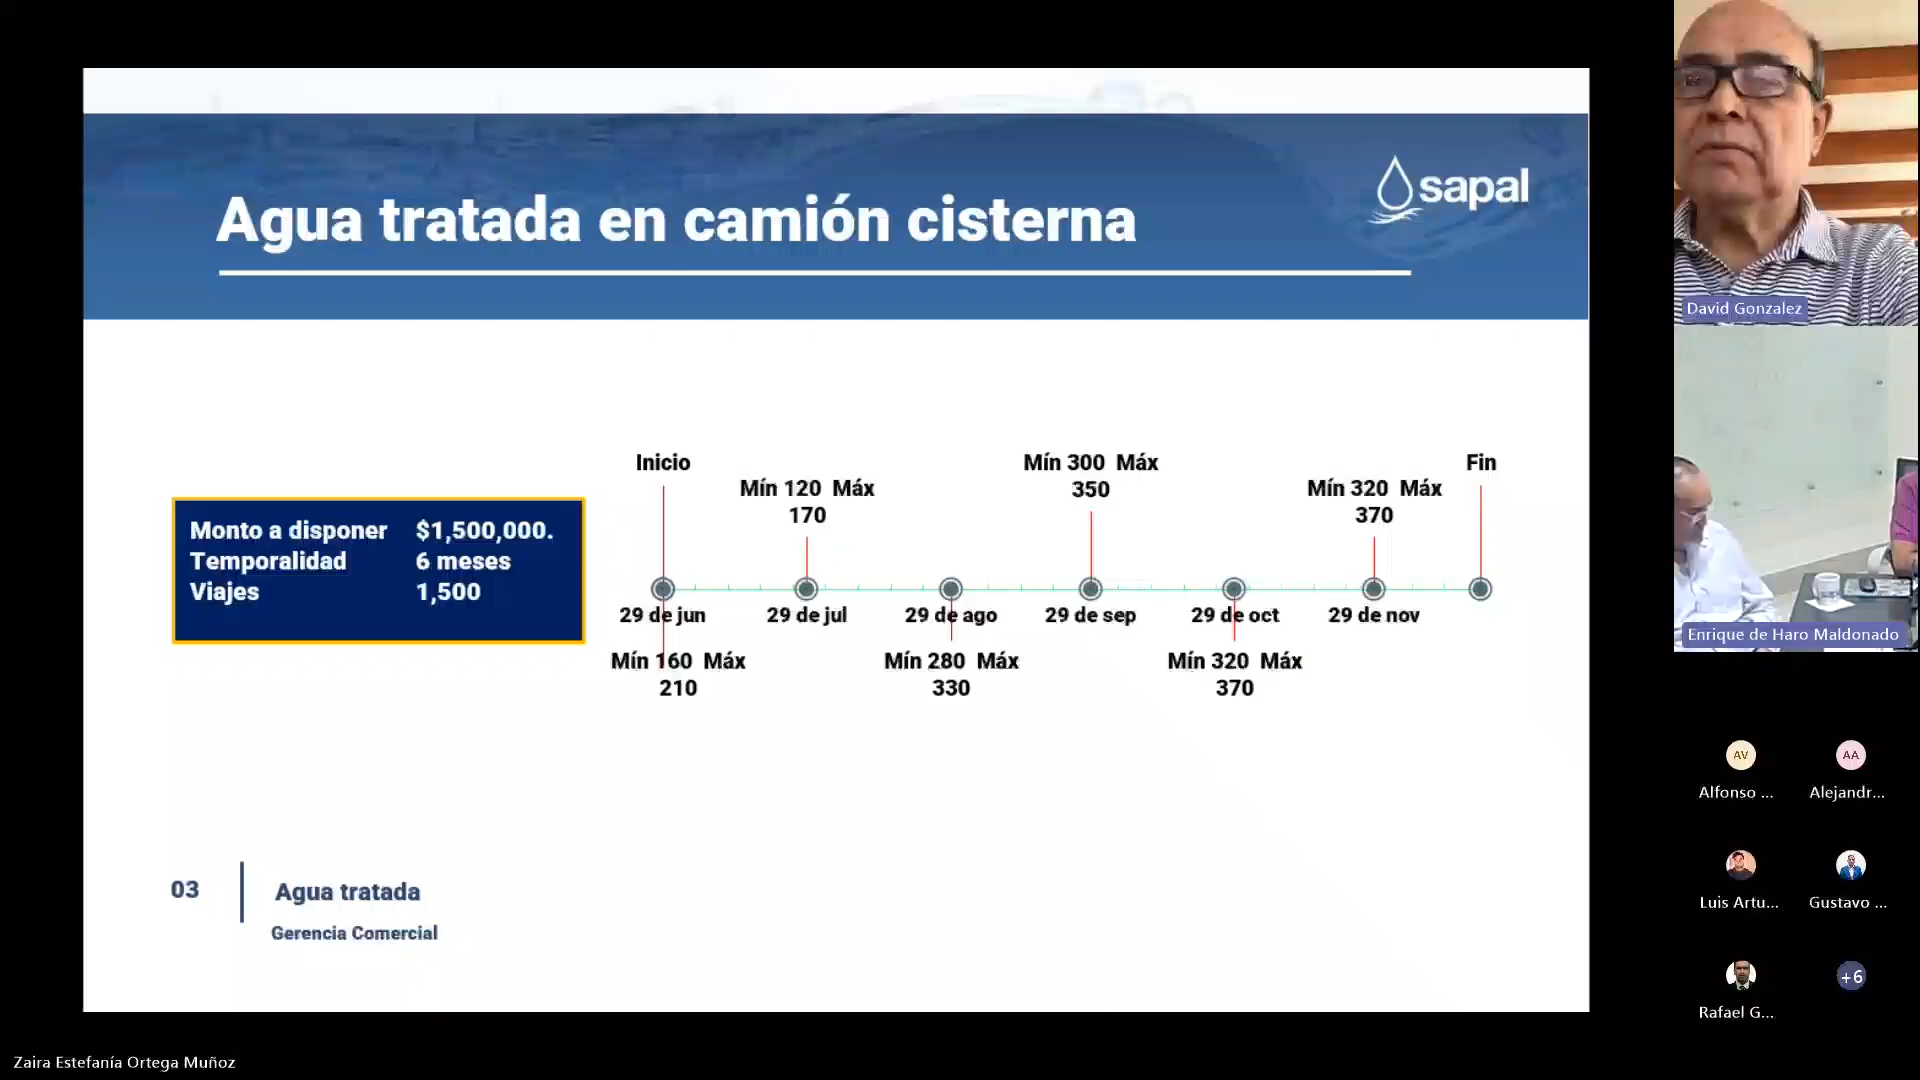 Agua tratada en camión cisterna
sapal
Monto a disponer $1,500,000.
Temporalidad 6 meses
Viajes 1,500
Inicio
Mín 120 Máx
170
Mín 300 Máx
350
Mín 320 Máx
370
Fin
29 de jun
29 de jul
29 de ago
29 de sep
29 de oct
29 de nov
Mín 160 Máx
210
Mín 280 Máx
330
Mín 320 Máx
370
03
Agua tratada
Gerencia Comercial
David Gonzalez
Enrique de Haro Maldonado
AV
Alfonso ...
AA
Alejandr...
Luis Artu...
Gustavo ...
Rafael G...
+6
Zaira Estefanía Ortega Muñoz